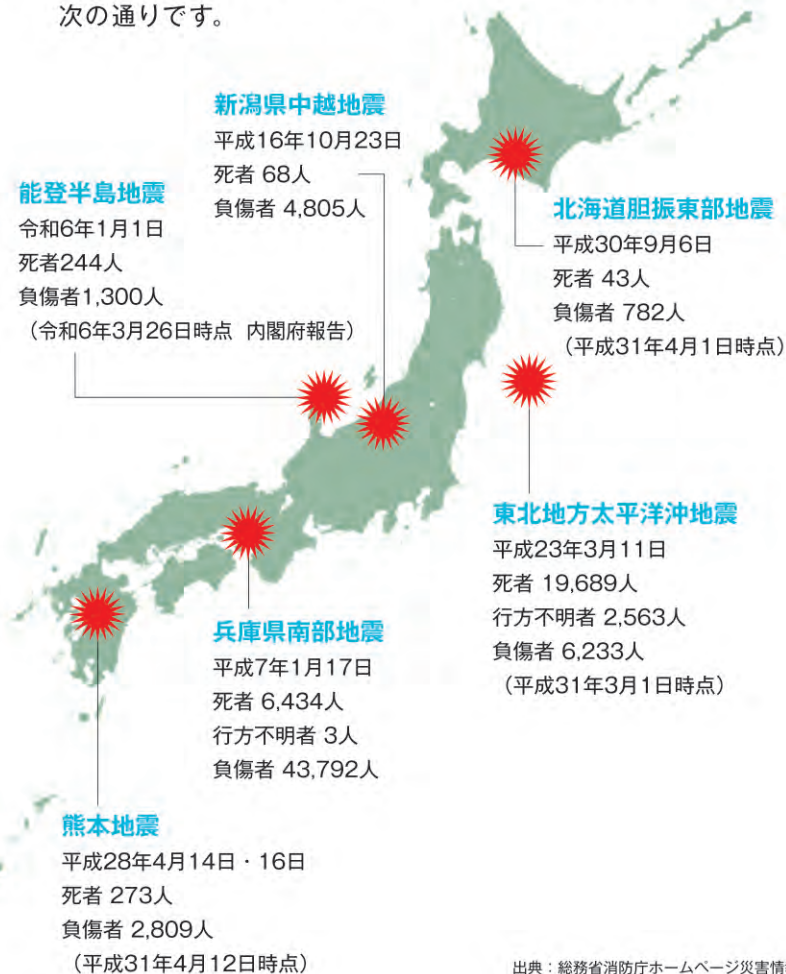 次の通りです。
新潟県中越地震
平成16年10月23日
死者 68人
負傷者 4,805人
能登半島地震
令和6年1月1日
死者244人
負傷者1,300人
（令和6年3月26日時点 内閣府報告）
北海道胆振東部地震
平成30年9月6日
死者 43人
負傷者 782人
（平成31年4月1日時点）
東北地方太平洋沖地震
平成23年3月11日
死者 19,689人
行方不明者 2,563人
負傷者 6,233人
（平成31年3月1日時点）
兵庫県南部地震
平成7年1月17日
死者 6,434人
行方不明者 3人
負傷者 43,792人
熊本地震
平成28年4月14日・16日
死者 273人
負傷者 2,809人
（平成31年4月12日時点）
出典：総務省消防庁ホームページ災害情